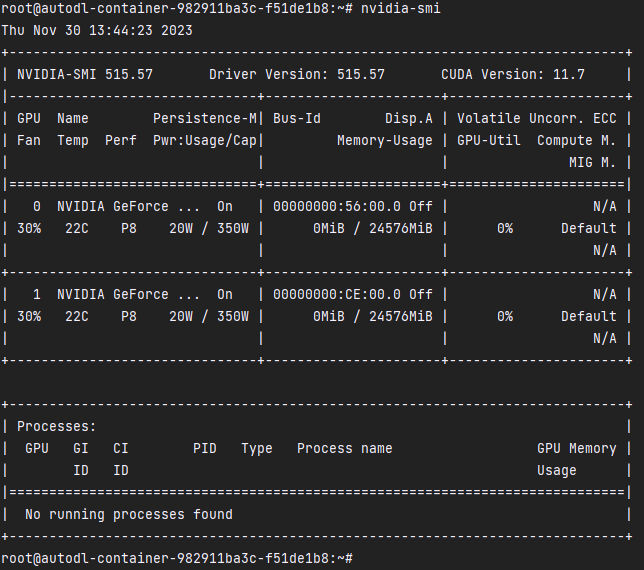 root@autodl-container-982911ba3c-f51de1b8:~# nvidia-smi
Thu Nov 30 13:44:23 2023
+-----------------------------------------------------------------------------+
| NVIDIA-SMI 515.57       Driver Version: 515.57       CUDA Version: 11.7     |
|-------------------------------+----------------------+----------------------+
| GPU  Name        Persistence-M| Bus-Id        Disp.A | Volatile Uncorr. ECC |
| Fan  Temp  Perf  Pwr:Usage/Cap|         Memory-Usage | GPU-Util  Compute M. |
|                               |                      |               MIG M. |
|===============================+======================+======================|
|   0  NVIDIA GeForce ...  On   | 00000000:56:00.0 Off |                  N/A |
| 30%   22C    P8    20W / 350W |      0MiB / 24576MiB |      0%      Default |
|                               |                      |                  N/A |
+-------------------------------+----------------------+----------------------+
|   1  NVIDIA GeForce ...  On   | 00000000:CE:00.0 Off |                  N/A |
| 30%   22C    P8    20W / 350W |      0MiB / 24576MiB |      0%      Default |
|                               |                      |                  N/A |
+-------------------------------+----------------------+----------------------+

+-----------------------------------------------------------------------------+
| Processes:                                                                  |
|  GPU   GI   CI        PID   Type   Process name                  GPU Memory |
|        ID   ID                                                   Usage      |
|=============================================================================|
|  No running processes found                                                 |
+-----------------------------------------------------------------------------+
root@autodl-container-982911ba3c-f51de1b8:~#